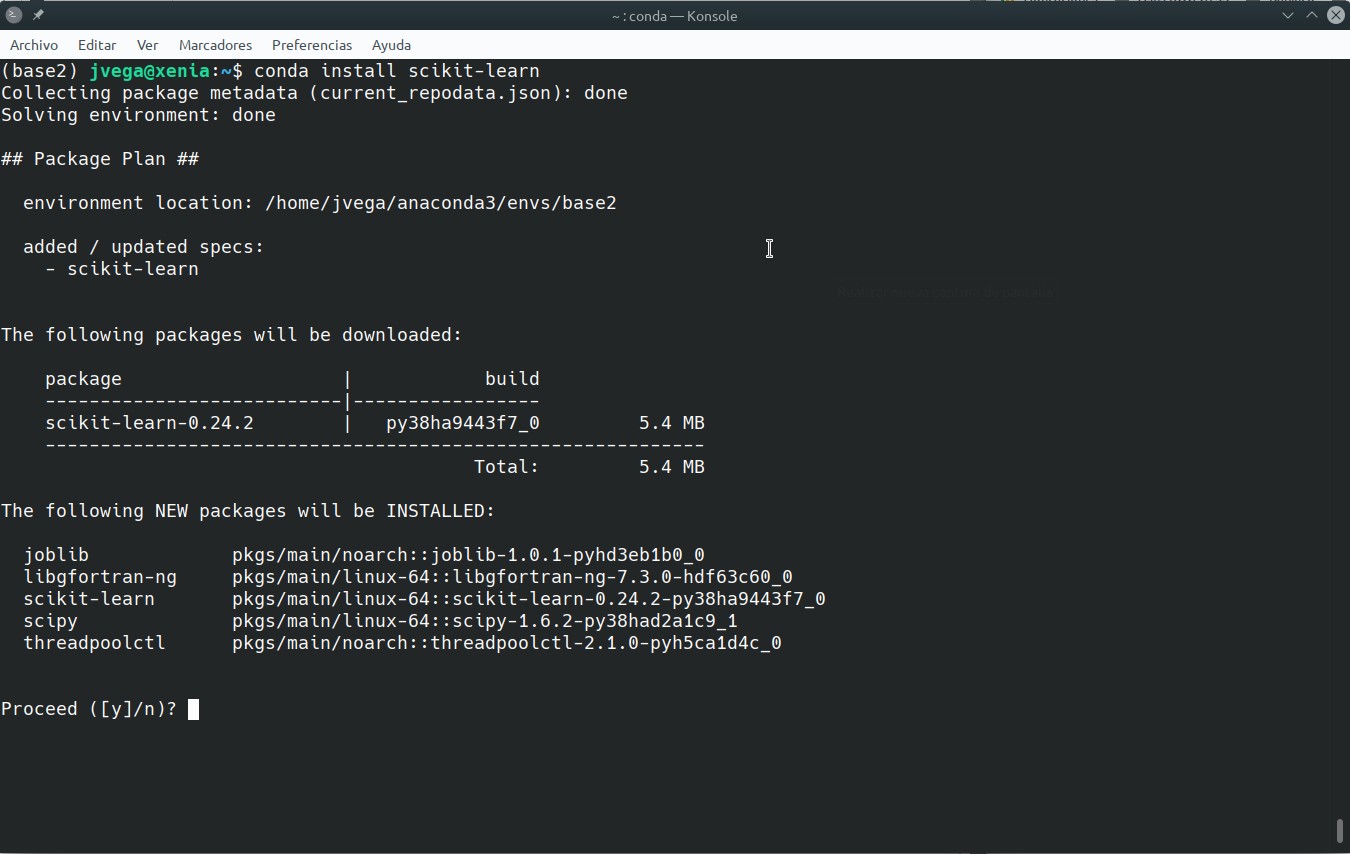 ~ : conda — Konsole
Archivo Editar Ver Marcadores Preferencias Ayuda
(base2) jvega@xenia:~$ conda install scikit-learn
Collecting package metadata (current_repodata.json): done
Solving environment: done
## Package Plan ##
environment location: /home/jvega/anaconda3/envs/base2
added / updated specs:
- scikit-learn
The following packages will be downloaded:
package | build
---------------------------|-----------------
scikit-learn-0.24.2 | py38ha9443f7_0 5.4 MB
------------------------------------------------------------
Total: 5.4 MB
The following NEW packages will be INSTALLED:
joblib pkgs/main/noarch::joblib-1.0.1-pyhd3eb1b0_0
libgfortran-ng pkgs/main/linux-64::libgfortran-ng-7.3.0-hdf63c60_0
scikit-learn pkgs/main/linux-64::scikit-learn-0.24.2-py38ha9443f7_0
scipy pkgs/main/linux-64::scipy-1.6.2-py38had2a1c9_1
threadpoolctl pkgs/main/noarch::threadpoolctl-2.1.0-pyh5ca1d4c_0
Proceed ([y]/n)?